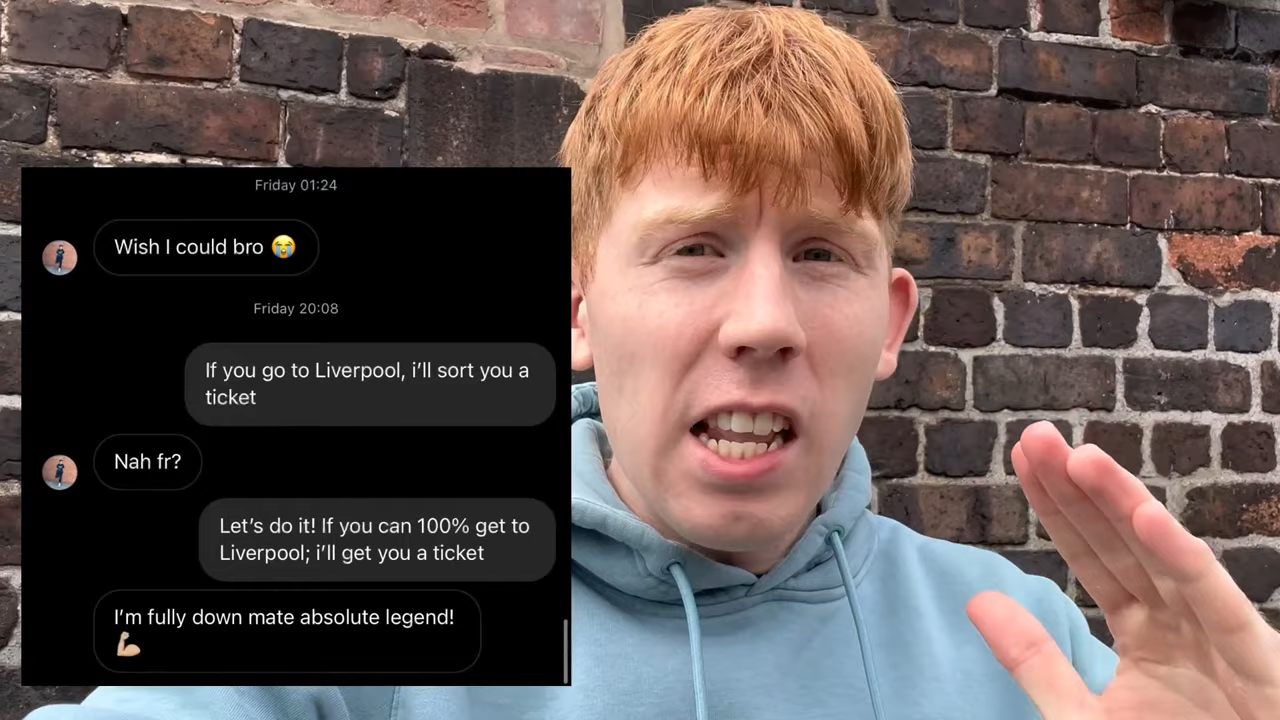 Friday 01:24
Wish I could bro 😭
Friday 20:08
If you go to Liverpool, i'll sort you a
ticket
Nah fr?
Let's do it! If you can 100% get to
Liverpool; i'll get you a ticket
I'm fully down mate absolute legend!
💪🏼